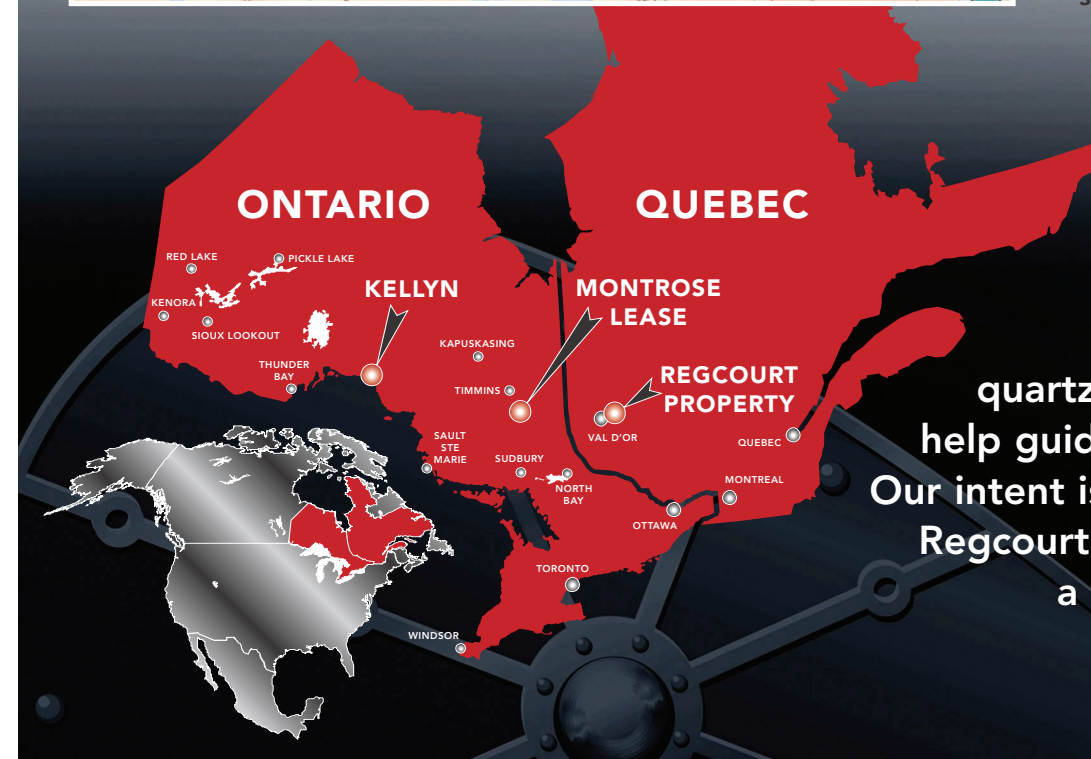 ONTARIO
QUEBEC
RED LAKE
PICKLE LAKE
KENORA
SIOUX LOOKOUT
KELLYN
MONTROSE
LEASE
KAPUSKASING
THUNDER
BAY
TIMMINS
REGCOURT
PROPERTY
VAL D'OR
QUEBEC
SAULT
STE
MARIE
SUDBURY
NORTH
BAY
MONTREAL
OTTAWA
TORONTO
WINDSOR
quartz
help guid
Our intent is
Regcourt
a